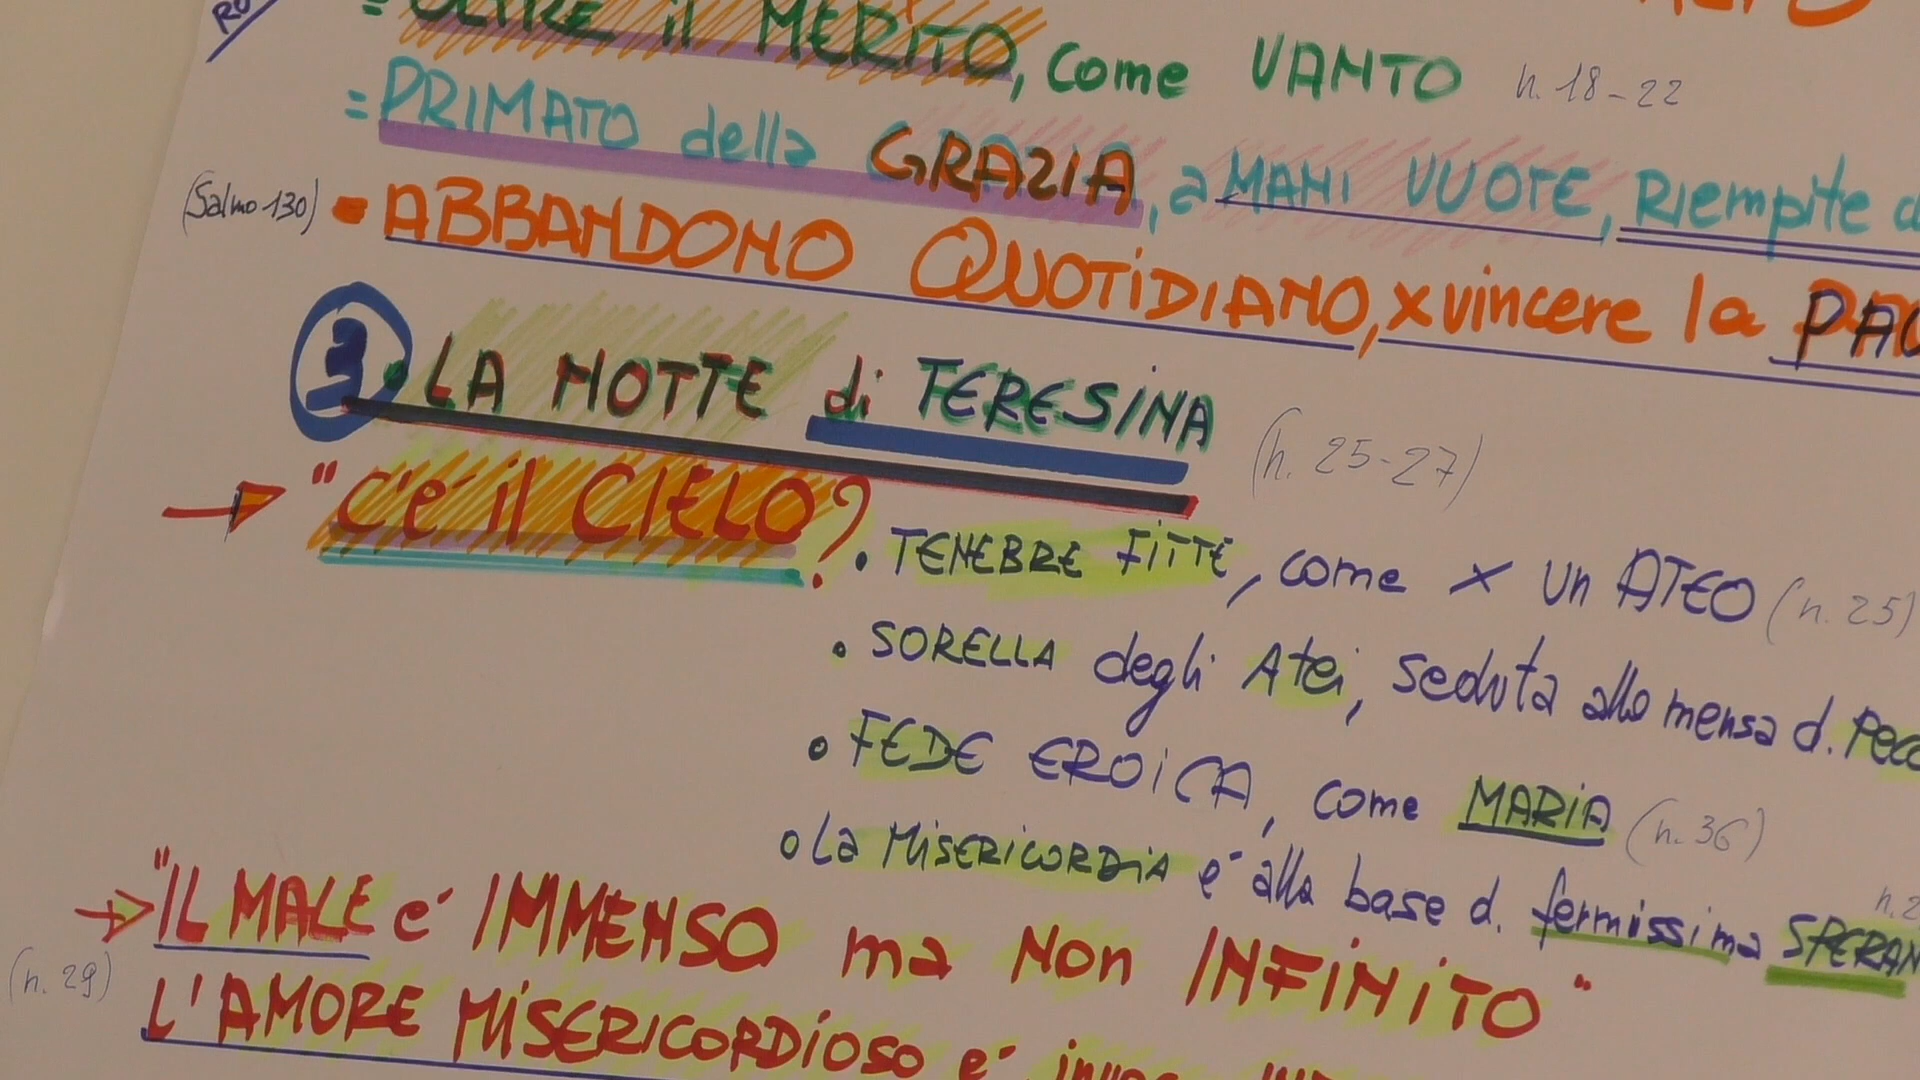 = OLTRE il MERITO, come VANTO n. 18-22
= PRIMATO della GRAZIA, a MANI VUOTE, Riempite
(Salmo 130) ABBANDONO QUOTIDIANO, x vincere la
3. LA NOTTE di TERESINA (n. 25-27)
→ "c'è il CIELO?
• TENEBRE FITTE, come x un ATEO (n. 25)
• SORELLA degli Atei, seduta alla mensa d.
• FEDE EROICA, come MARIA (n. 36)
• La MISERICORDIA è alla base d. fermissima
→ "IL MALE è IMMENSO ma NON INFINITO"
(n. 29)
L'AMORE MISERICORDIOSO è